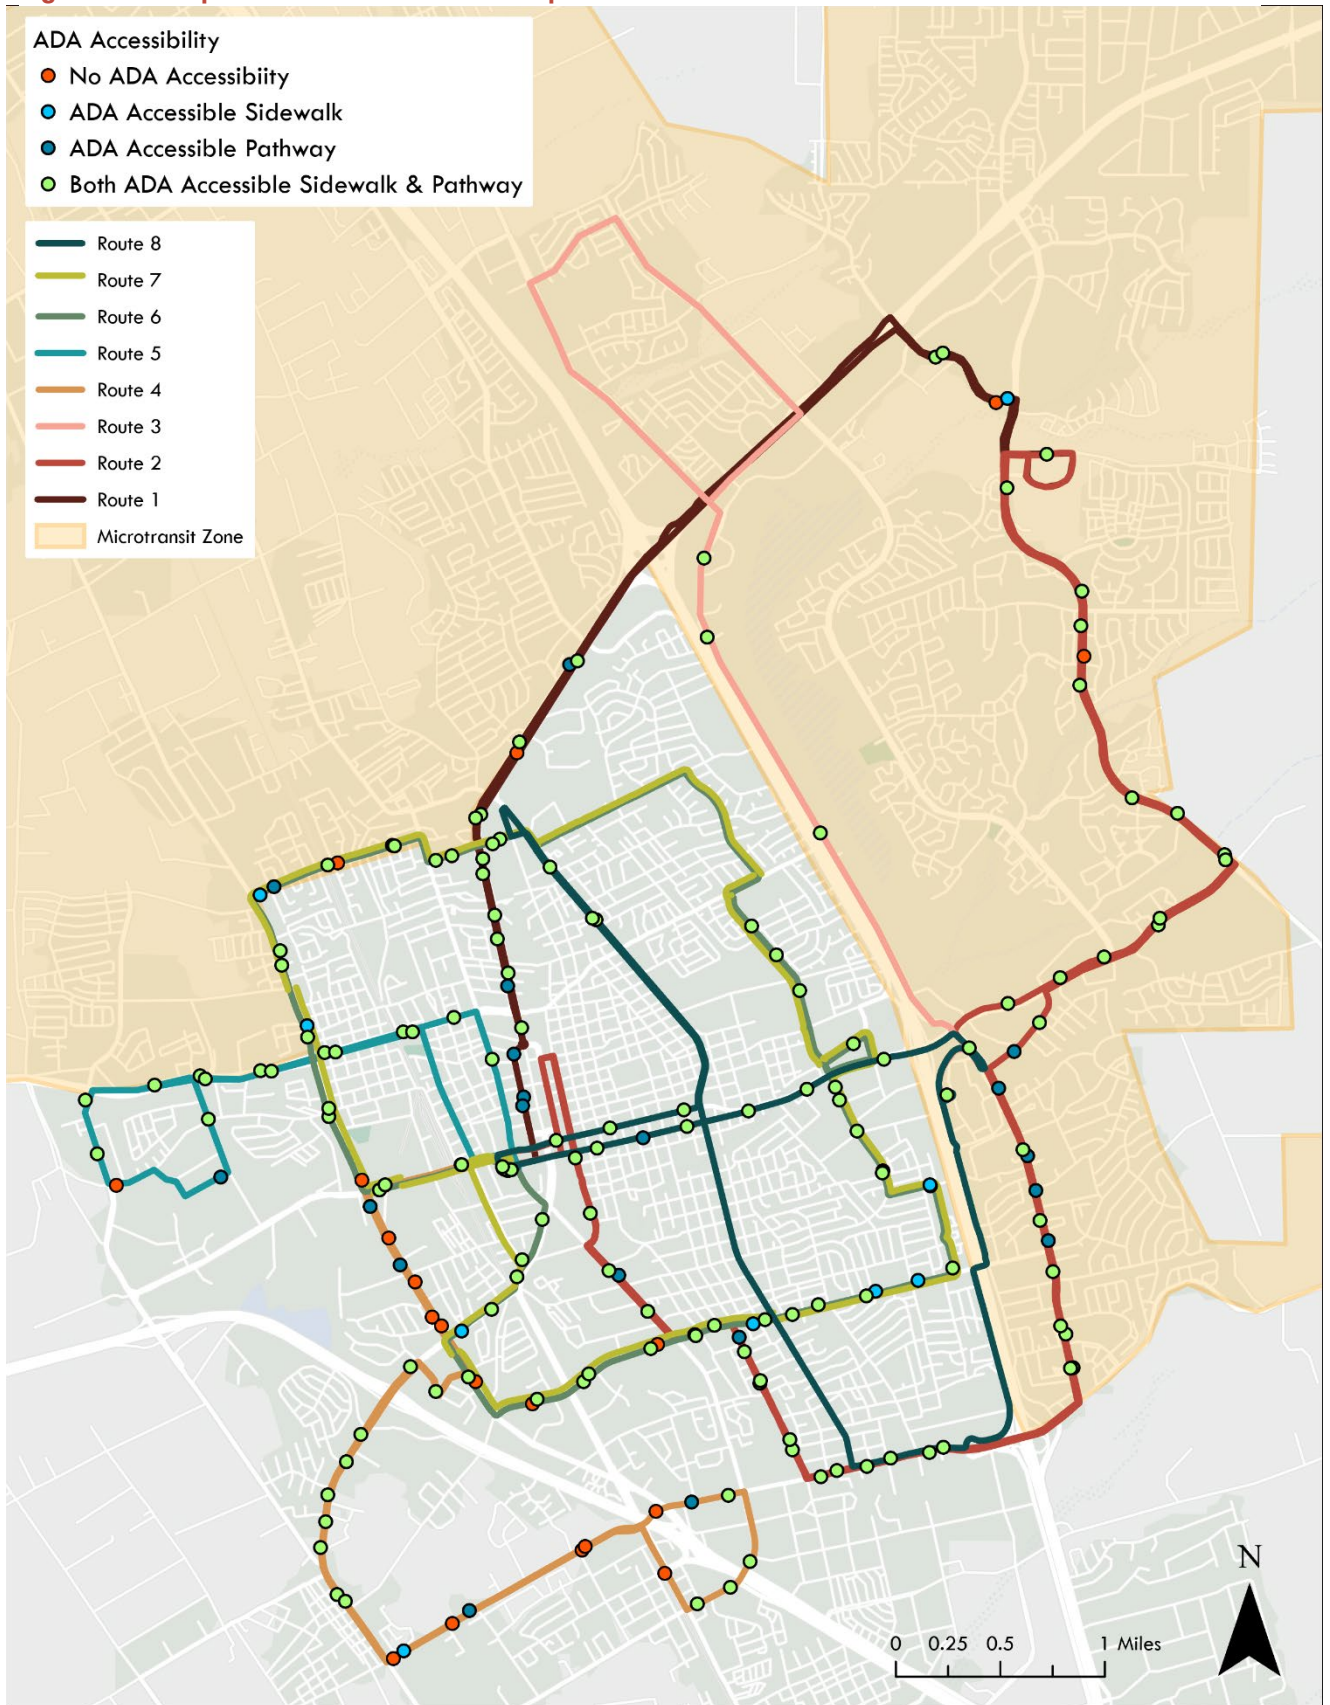 ADA Accessibility
No ADA Accessibiity
ADA Accessible Sidewalk
ADA Accessible Pathway
Both ADA Accessible Sidewalk & Pathway
Route 8
Route 7
Route 6
Route 5
Route 4
Route 3
Route 2
Route 1
Microtransit Zone
N
0 0.25 0.5 1 Miles